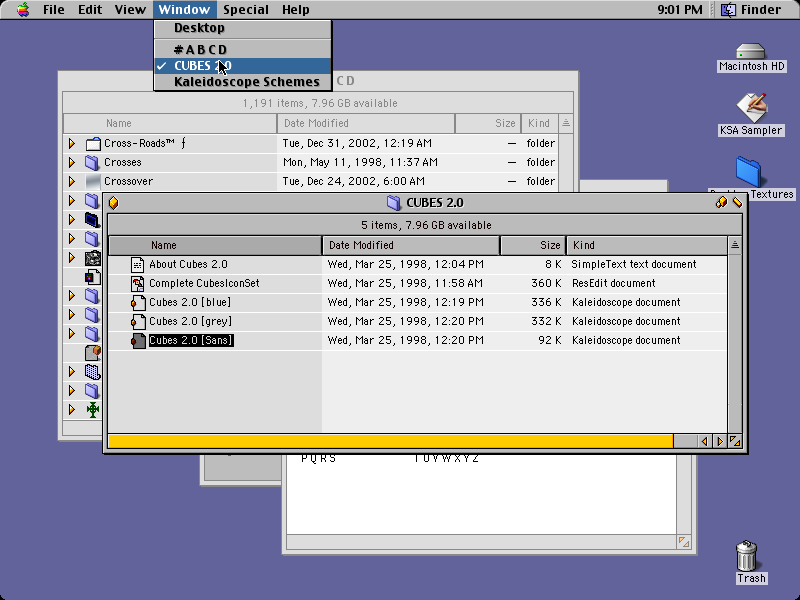 File Edit View Window Special Help 9:01 PM Finder
Desktop
# A B C D
✓ CUBES 2.0
Kaleidoscope Schemes
C D
1,191 items, 7.96 GB available
Name Date Modified Size Kind
Cross-Roads™ ƒ Tue, Dec 31, 2002, 12:19 AM — folder
Crosses Mon, May 11, 1998, 11:37 AM — folder
Crossover Tue, Dec 24, 2002, 6:00 AM — folder
CUBES 2.0
5 items, 7.96 GB available
Name Date Modified Size Kind
About Cubes 2.0 Wed, Mar 25, 1998, 12:04 PM 8 K SimpleText text document
Complete CubesIconSet Wed, Mar 25, 1998, 11:58 AM 360 K ResEdit document
Cubes 2.0 [blue] Wed, Mar 25, 1998, 12:19 PM 336 K Kaleidoscope document
Cubes 2.0 [grey] Wed, Mar 25, 1998, 12:20 PM 332 K Kaleidoscope document
Cubes 2.0 [Sans] Wed, Mar 25, 1998, 12:20 PM 92 K Kaleidoscope document
PQRS TUVWXYZ
Macintosh HD
KSA Sampler
Textures
Trash